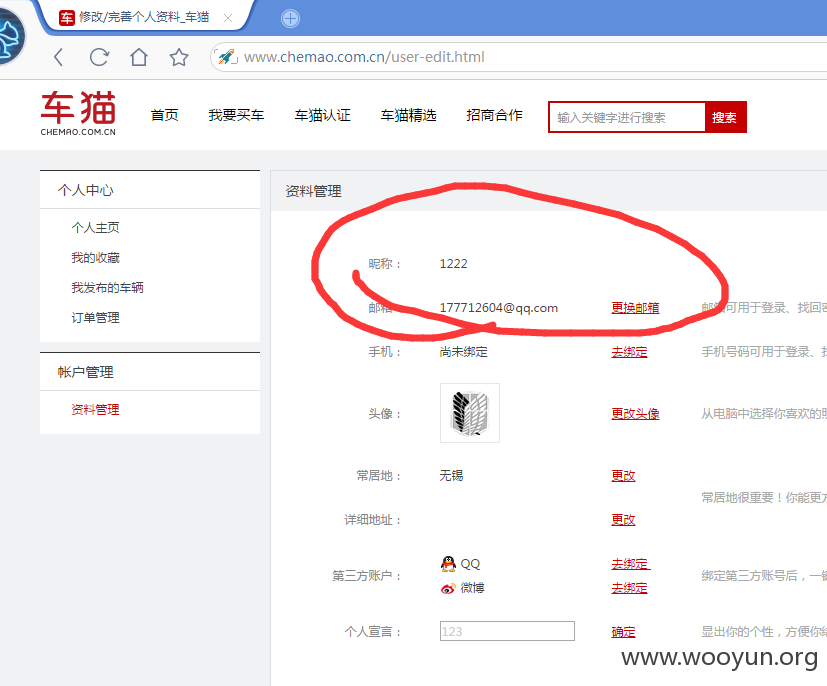 修改/完善个人资料_车猫
www.chemao.com.cn/user-edit.html
车猫
CHEMAO.COM.CN
首页 我要买车 车猫认证 车猫精选 招商合作 输入关键字进行搜索 搜索
个人中心
个人主页
我的收藏
我发布的车辆
订单管理
帐户管理
资料管理
资料管理
昵称: 1222
邮箱: 177712604@qq.com 更换邮箱 邮箱可用于登录、找回密
手机: 尚未绑定 去绑定 手机号码可用于登录、找
头像: 更改头像 从电脑中选择你喜欢的照
常居地: 无锡 更改
常居地很重要!你能更方
详细地址: 更改
第三方账户: QQ 去绑定
绑定第三方账号后,一键
微博 去绑定
个人宣言: 123 确定 显出你的个性,方便你给
www.wooyun.org